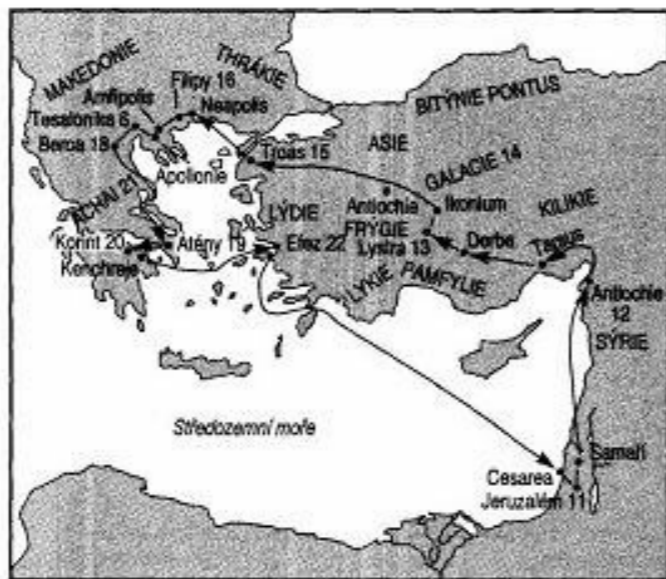 MAKEDONIE
THRÁKIE
Filipy 16
Amfipolis
Neapolis
BITÝNIE PONTUS
Tesalonika 6
Berea 18
Troas 15
ASIE
Apolionie
GALACIE 14
ACHAI 21
Antiochie
Ikonium
KILIKIE
LÝDIE
FRYGIE
Lystra 13
Derbe
Tarsus
Korint 20
Atény 19
Efez 22
Kenchreje
LYKIE PAMFYLIE
Antiochie
12
SÝRIE
Středozemní moře
Samaří
Cesarea
Jeruzalém 11